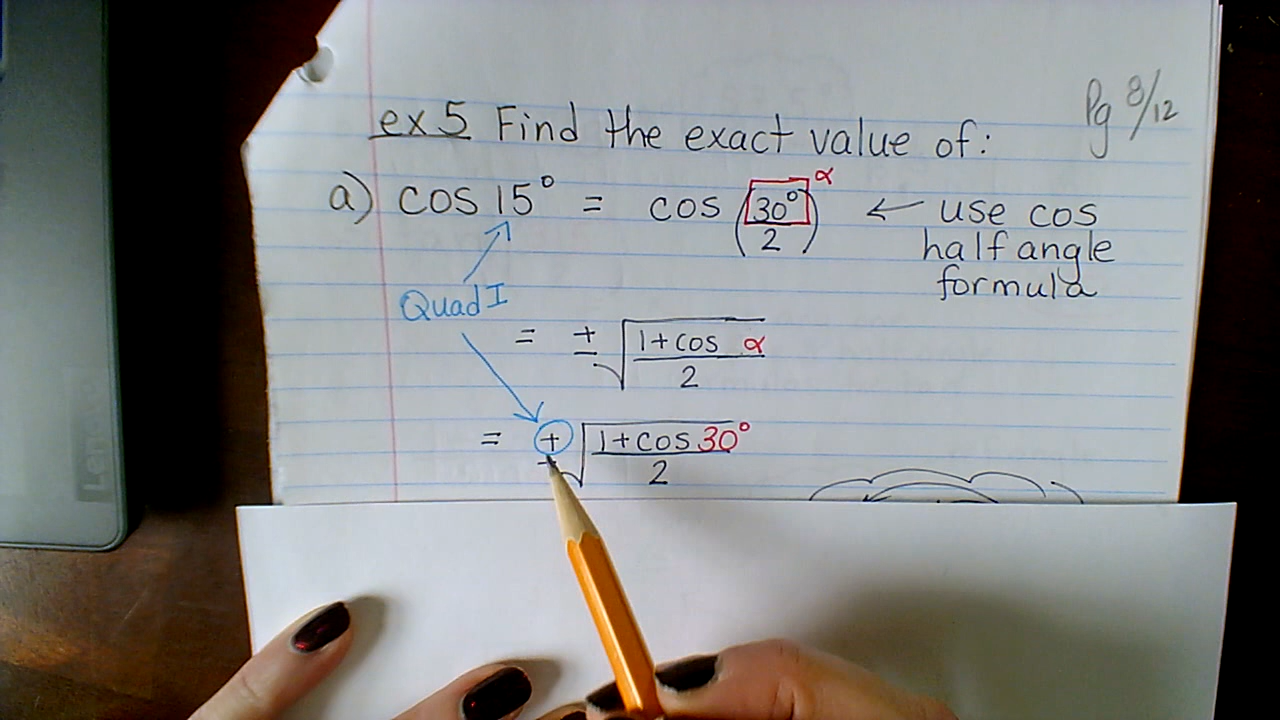 Pg 8/12
ex 5 Find the exact value of:
a) cos 15° = cos (30°/2) α ← use cos
half angle
formula
Quad I
= ± √((1+cos α)/2)
= ± √((1+cos 30°)/2)
Lenovo